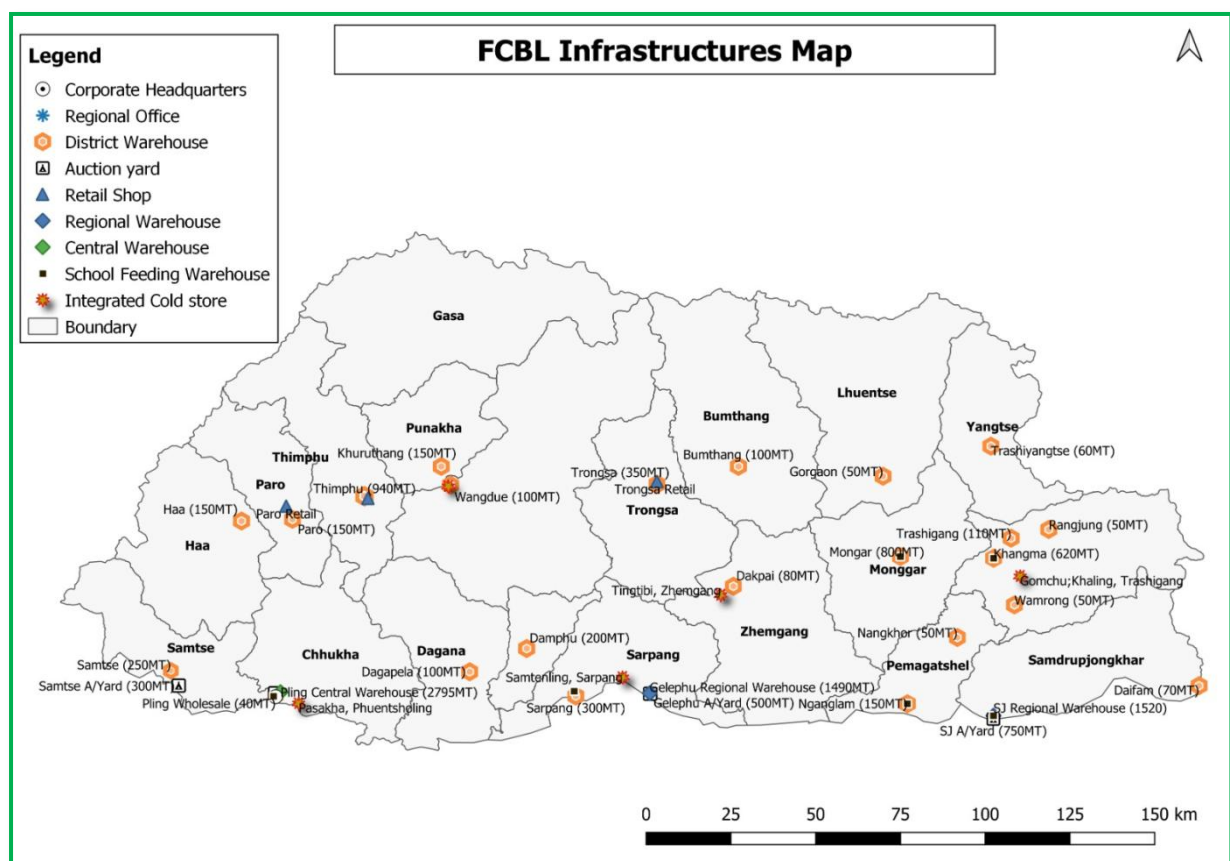 FCBL Infrastructures Map
Legend
Corporate Headquarters
Regional Office
District Warehouse
Auction yard
Retail Shop
Regional Warehouse
Central Warehouse
School Feeding Warehouse
Integrated Cold store
Boundary
Gasa
Lhuentse
Bumthang
Punakha
Yangtse
Trashiyangtse (60MT)
Thimphu
Khuruthang (150MT)
Bumthang (100MT)
Gorgaon (50MT)
Trongsa (350MT)
Trongsa Retail
Paro
Thimphu (940MT)
Wangdue (100MT)
Haa (150MT)
Paro Retail
Paro (150MT)
Trongsa
Haa
Rangjung (50MT)
Trashigang (110MT)
Mongar (800MT)
Khangma (620MT)
Monggar
Dakpai (80MT)
Gomchu;Khaling, Trashigang
Tingtibi, Zhemgang
Wamrong (50MT)
Zhemgang
Nangkhor (50MT)
Samtse
Chhukha
Dagana
Damphu (200MT)
Sarpang
Pemagatshel
Samdrupjongkhar
Samtse (250MT)
Dagapela (100MT)
Samtenling, Sarpang
Samtse A/Yard (300MT)
Pling Central Warehouse (2795MT)
Gelephu Regional Warehouse (1490MT)
Daifam (70MT)
Pling Wholesale (40MT)
Pasakha, Phuentsholing
Sarpang (300MT)
Gelephu A/Yard (500MT)
Nganglam (150MT)
SJ Regional Warehouse (1520)
SJ A/Yard (750MT)
0 25 50 75 100 125 150 km